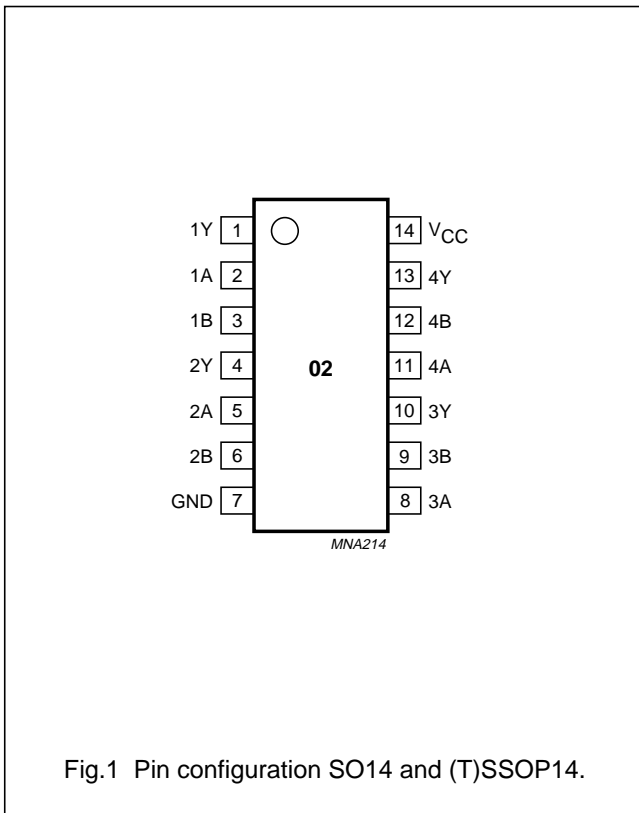 1Y 1 14 VCC
1A 2 13 4Y
1B 3 12 4B
2Y 4 02 11 4A
2A 5 10 3Y
2B 6 9 3B
GND 7 8 3A
MNA214
Fig.1 Pin configuration SO14 and (T)SSOP14.